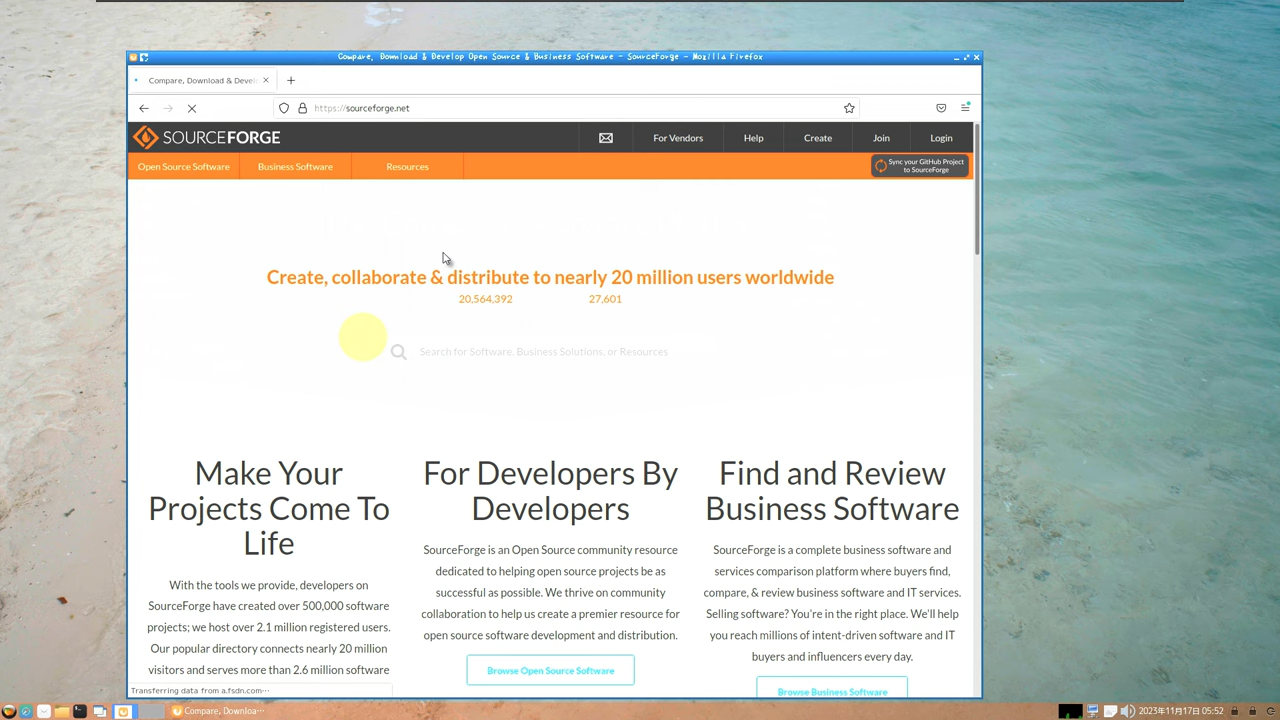 Compare, Download & Develop Open Source & Business Software - SourceForge - Mozilla Firefox
Compare, Download & Devel
https://sourceforge.net
SOURCEFORGE
For Vendors
Help
Create
Join
Login
Open Source Software
Business Software
Resources
Sync your GitHub Project
to SourceForge
Create, collaborate & distribute to nearly 20 million users worldwide
20,564,392
27,601
Search for Software, Business Solutions, or Resources
Make Your
Projects Come To
Life
With the tools we provide, developers on
SourceForge have created over 500,000 software
projects; we host over 2.1 million registered users.
Our popular directory connects nearly 20 million
visitors and serves more than 2.6 million software
For Developers By
Developers
SourceForge is an Open Source community resource
dedicated to helping open source projects be as
successful as possible. We thrive on community
collaboration to help us create a premier resource for
open source software development and distribution.
Browse Open Source Software
Find and Review
Business Software
SourceForge is a complete business software and
services comparison platform where buyers find,
compare, & review business software and IT services.
Selling software? You're in the right place. We'll help
you reach millions of intent-driven software and IT
buyers and influencers every day.
Browse Business Software
Transferring data from a.fsdn.com…
Compare, Downloa…
2023年11月17日 05:52